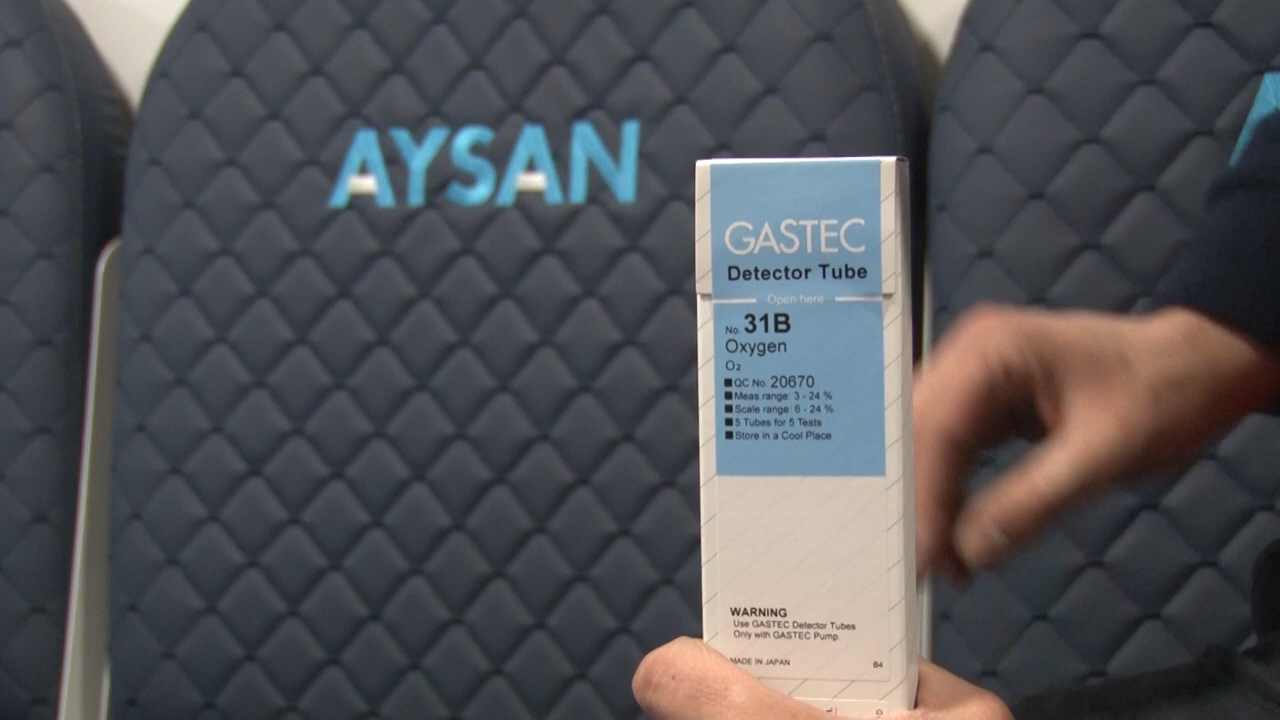 AYSAN
GASTEC
Detector Tube
Open here
No. 31B
Oxygen
O₂
■QC No. 20670
■Meas.range: 3 - 24 %
■Scale range: 6 - 24 %
■5 Tubes for 5 Tests
■Store in a Cool Place
WARNING
Use GASTEC Detector Tubes
Only with GASTEC Pump.
MADE IN JAPAN
B4